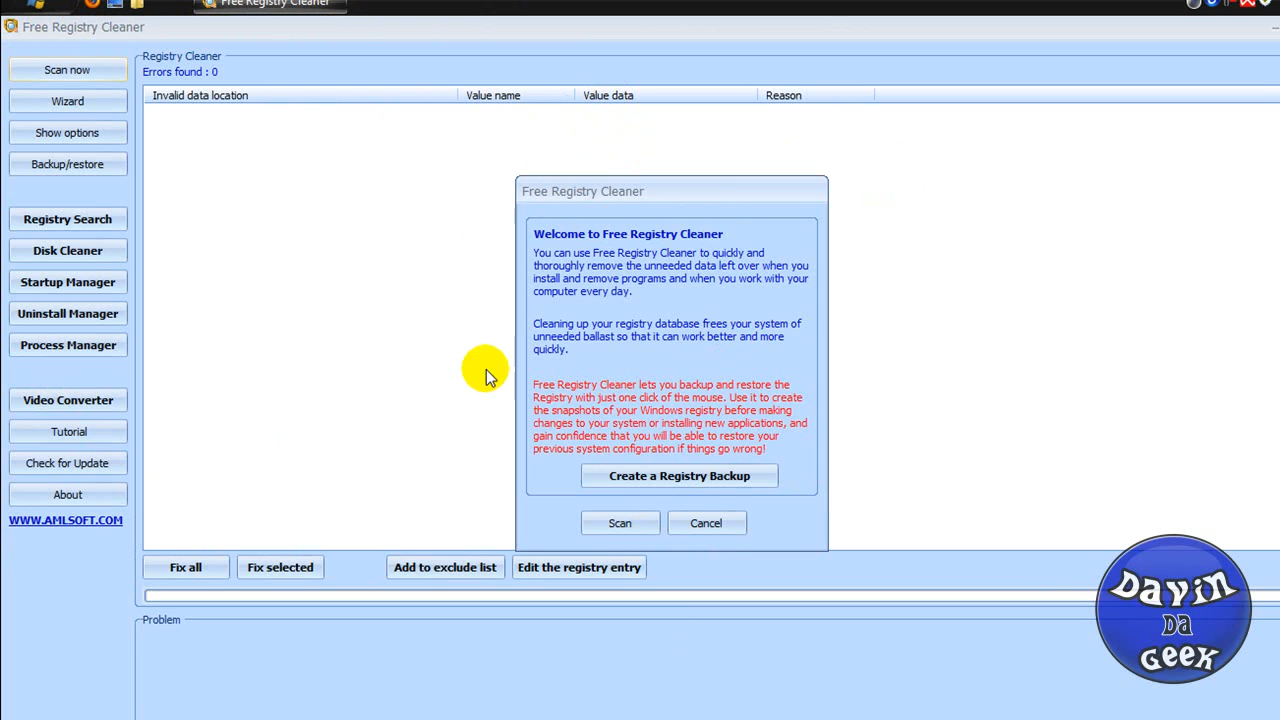 Free Registry Cleaner
Free Registry Cleaner
Scan now
Wizard
Show options
Backup/restore
Registry Search
Disk Cleaner
Startup Manager
Uninstall Manager
Process Manager
Video Converter
Tutorial
Check for Update
About
WWW.AMLSOFT.COM
Registry Cleaner
Errors found : 0
Invalid data location Value name Value data Reason
Free Registry Cleaner
Welcome to Free Registry Cleaner
You can use Free Registry Cleaner to quickly and
thoroughly remove the unneeded data left over when you
install and remove programs and when you work with your
computer every day.
Cleaning up your registry database frees your system of
unneeded ballast so that it can work better and more
quickly.
Free Registry Cleaner lets you backup and restore the
Registry with just one click of the mouse. Use it to create
the snapshots of your Windows registry before making
changes to your system or installing new applications, and
gain confidence that you will be able to restore your
previous system configuration if things go wrong!
Create a Registry Backup
Scan Cancel
Fix all Fix selected Add to exclude list Edit the registry entry
Problem
Davin
Da
Geek